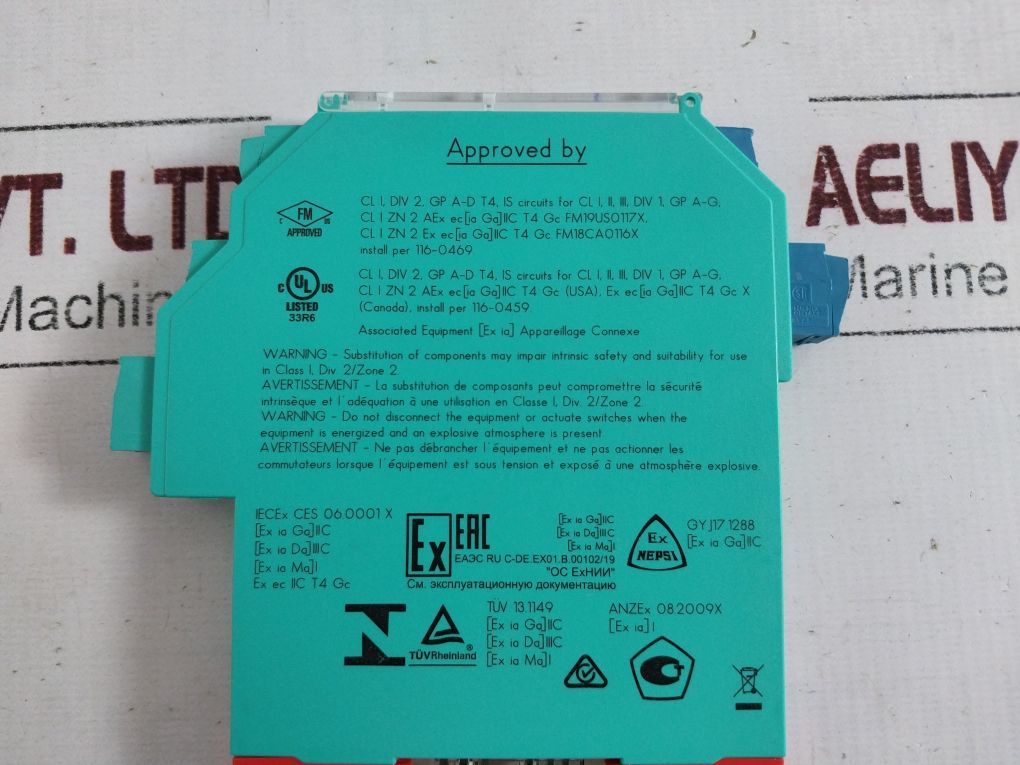 Approved by
CL I, DIV 2, GP A-D T4, IS circuits for CL I, II, III, DIV 1, GP A-G,
CL I ZN 2 AEx ec[ia Ga]IIC T4 Gc FM19US0117X,
CL I ZN 2 Ex ec[ia Ga]IIC T4 Gc FM18CA0116X
install per 116-0469.
C FM US
APPROVED
CL I, DIV 2, GP A-D T4, IS circuits for CL I, II, III, DIV 1, GP A-G,
CL I ZN 2 AEx ec[ia Ga]IIC T4 Gc (USA), Ex ec[ia Ga]IIC T4 Gc X
(Canada), install per 116-0459.
C UL US
LISTED
33R6
Associated Equipment [Ex ia] Appareillage Connexe
WARNING - Substitution of components may impair intrinsic safety and suitability for use
in Class I, Div. 2/Zone 2.
AVERTISSEMENT - La substitution de composants peut compromettre la sécurité
intrinsèque et l´adéquation à une utilisation en Classe I, Div. 2/Zone 2.
WARNING - Do not disconnect the equipment or actuate switches when the
equipment is energized and an explosive atmosphere is present.
AVERTISSEMENT - Ne pas débrancher l´équipement et ne pas actionner les
commutateurs lorsque l´équipement est sous tension et exposé à une atmosphère explosive.
IECEx CES 06.0001 X
[Ex ia Ga]IIC
[Ex ia Da]IIIC
[Ex ia Ma]I
Ex ec IIC T4 Gc
Ex EAC
[Ex ia Ga]IIC
[Ex ia Da]IIIC
[Ex ia Ma]I
ЕАЭС RU C-DE.EX01.B.00102/19
"ОС ЕхНИИ"
См. эксплуатационную документацию
Ex
NEPSI
GYJ17.1288
[Ex ia Ga]IIC
TÜVRheinland ®
TÜV 13.1149
[Ex ia Ga]IIC
[Ex ia Da]IIIC
[Ex ia Ma]I
ANZEx 08.2009X
[Ex ia] I
VT. LTD
Machin
AELIY
Marine